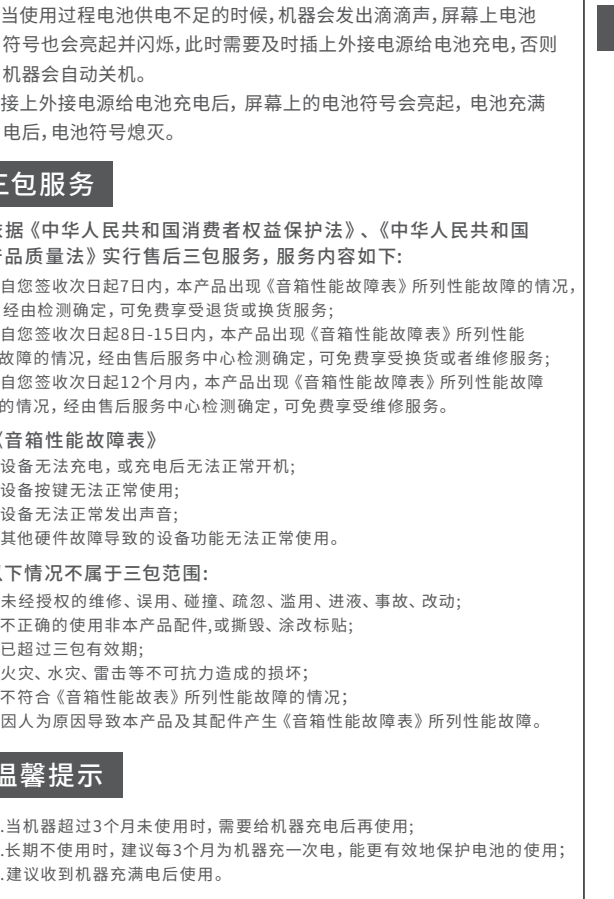 当使用过程电池供电不足的时候,机器会发出滴滴声,屏幕上电池
符号也会亮起并闪烁,此时需要及时插上外接电源给电池充电,否则
机器会自动关机。
接上外接电源给电池充电后,屏幕上的电池符号会亮起,电池充满
电后,电池符号熄灭。
三包服务
依据《中华人民共和国消费者权益保护法》、《中华人民共和国
产品质量法》实行售后三包服务,服务内容如下:
自您签收次日起7日内,本产品出现《音箱性能故障表》所列性能故障的情况,
经由检测确定,可免费享受退货或换货服务;
自您签收次日起8日-15日内,本产品出现《音箱性能故障表》所列性能
故障的情况,经由售后服务中心检测确定,可免费享受换货或者维修服务;
自您签收次日起12个月内,本产品出现《音箱性能故障表》所列性能故障
的情况,经由售后服务中心检测确定,可免费享受维修服务。
《音箱性能故障表》
设备无法充电,或充电后无法正常开机;
设备按键无法正常使用;
设备无法正常发出声音;
其他硬件故障导致的设备功能无法正常使用。
以下情况不属于三包范围:
未经授权的维修、误用、碰撞、疏忽、滥用、进液、事故、改动;
不正确的使用非本产品配件,或撕毁、涂改标贴;
已超过三包有效期;
火灾、水灾、雷击等不可抗力造成的损坏;
不符合《音箱性能故表》所列性能故障的情况;
因人为原因导致本产品及其配件产生《音箱性能故障表》所列性能故障。
温馨提示
.当机器超过3个月未使用时,需要给机器充电后再使用;
.长期不使用时,建议每3个月为机器充一次电,能更有效地保护电池的使用;
.建议收到机器充满电后使用。